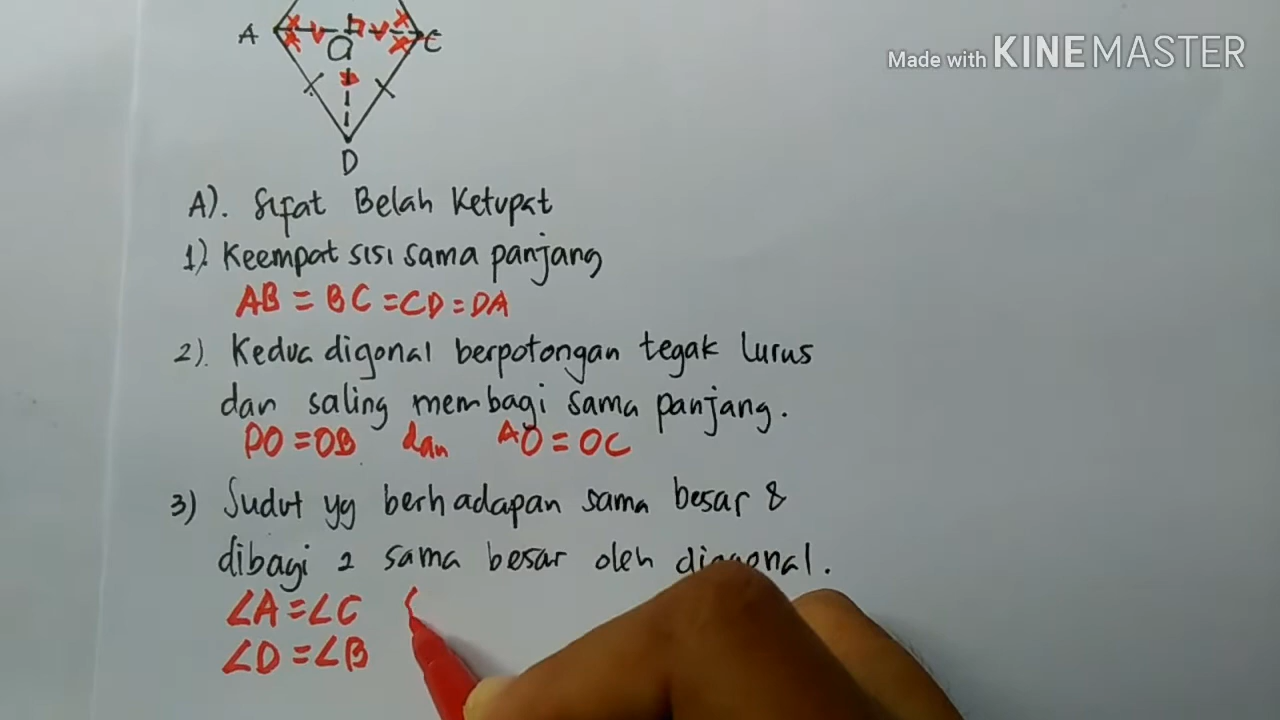 Made with KINEMASTER
A C
O
D
A). Sifat Belah Ketupat
1). Keempat sisi sama panjang
AB = BC = CD = DA
2). Kedua digonal berpotongan tegak lurus
dan saling membagi sama panjang.
DO = OB dan AO = OC
3) Sudut yg berhadapan sama besar &
dibagi 2 sama besar oleh diagonal.
∠A = ∠C
∠D = ∠B